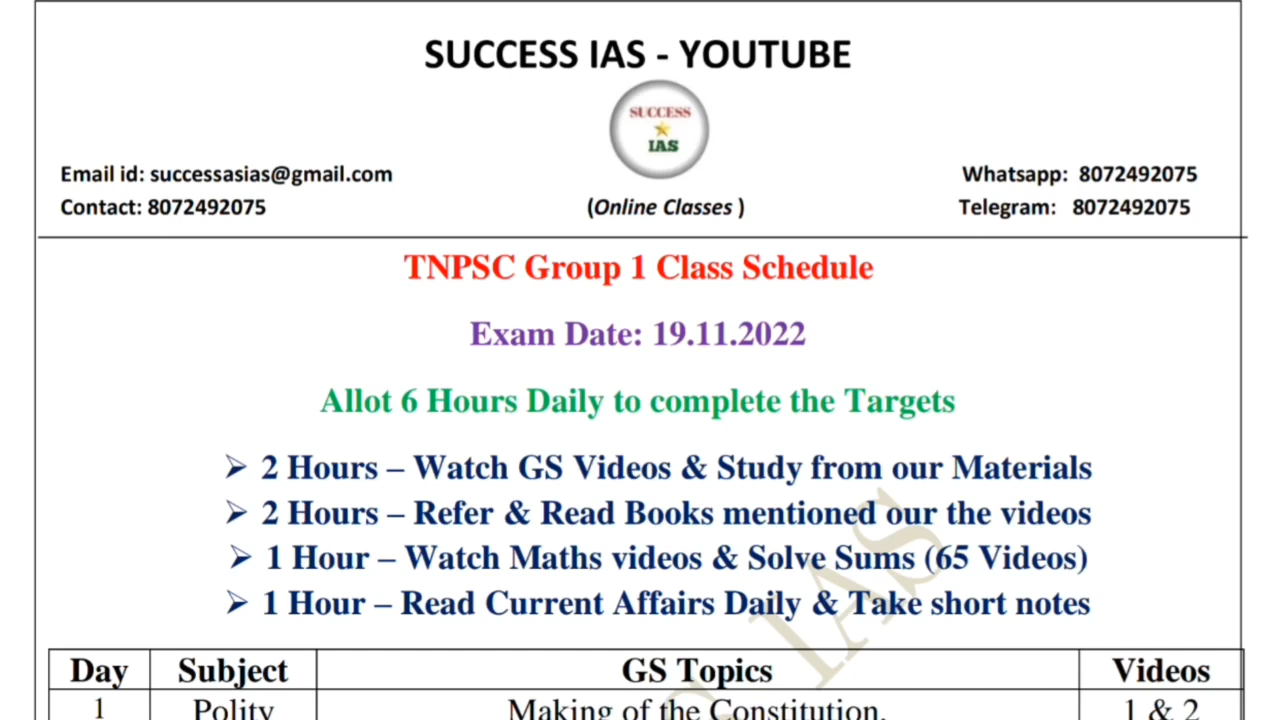 SUCCESS IAS - YOUTUBE
SUCCESS
IAS
Email id: successasias@gmail.com
Whatsapp: 8072492075
Contact: 8072492075
(Online Classes )
Telegram: 8072492075
TNPSC Group 1 Class Schedule
Exam Date: 19.11.2022
Allot 6 Hours Daily to complete the Targets
➢ 2 Hours – Watch GS Videos & Study from our Materials
➢ 2 Hours – Refer & Read Books mentioned our the videos
➢ 1 Hour – Watch Maths videos & Solve Sums (65 Videos)
➢ 1 Hour – Read Current Affairs Daily & Take short notes
IAS
Day Subject GS Topics Videos
1 Polity Making of the Constitution, 1 & 2